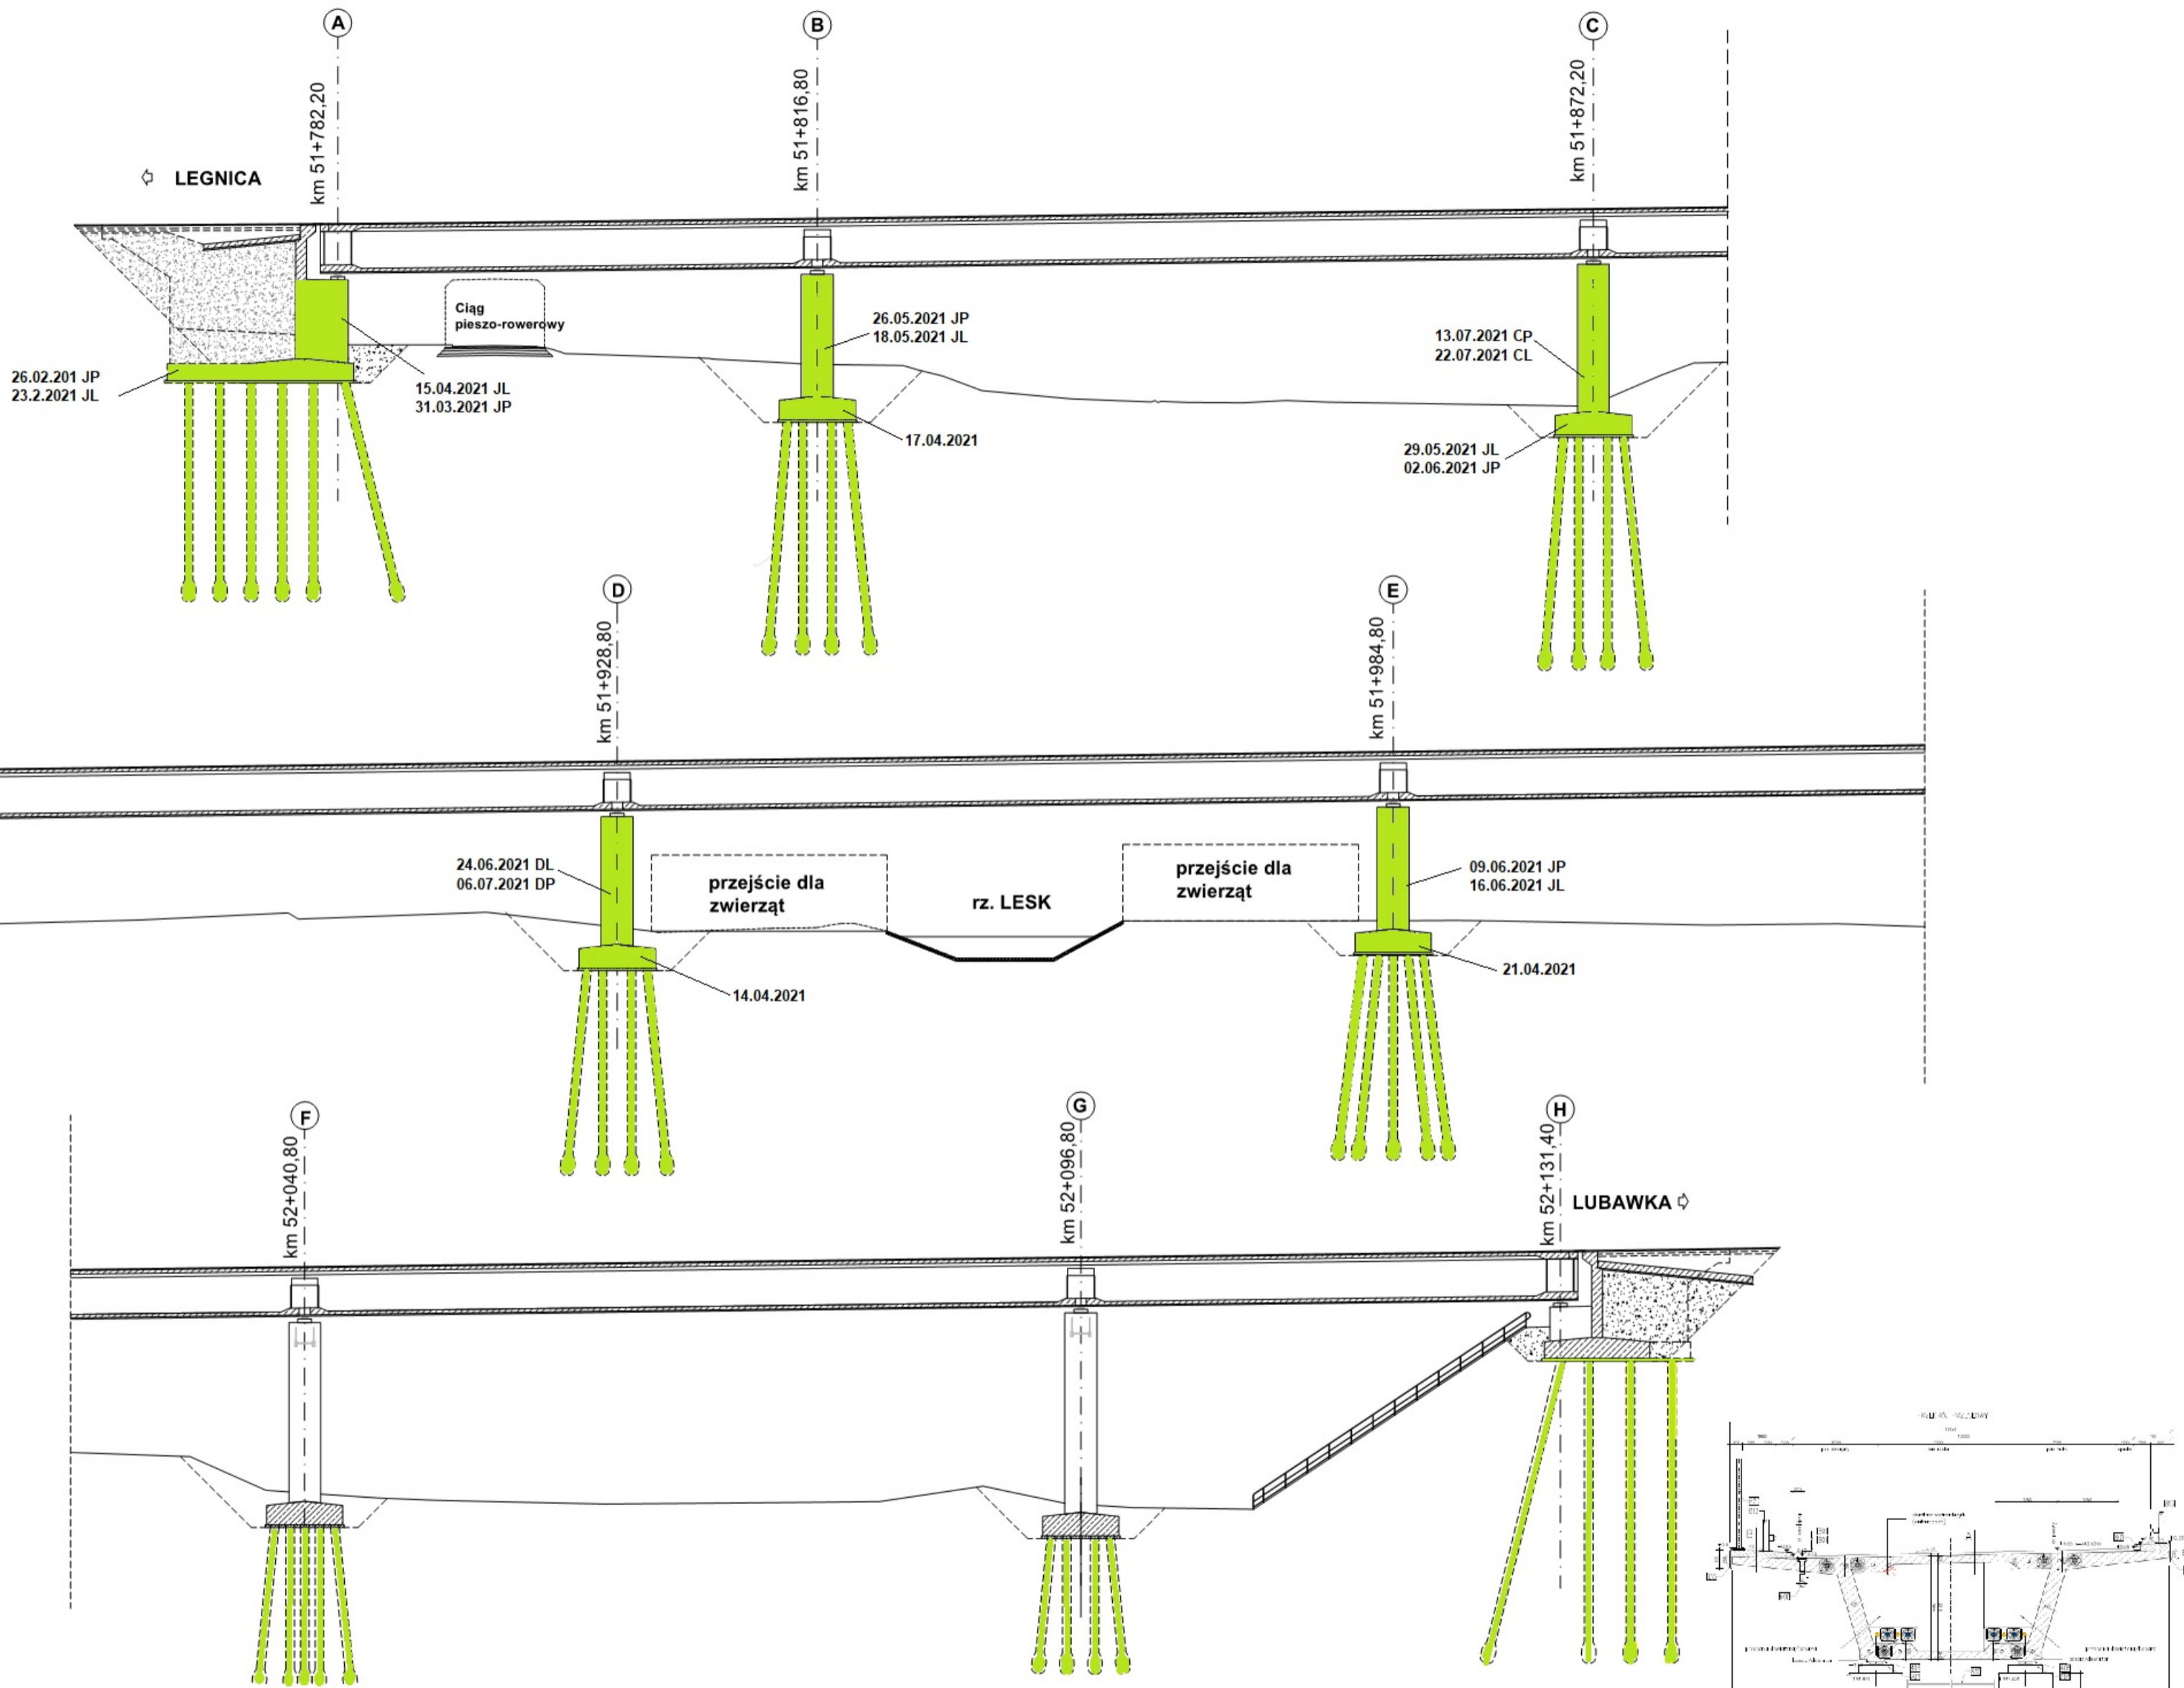 A
B
C
km 51+782,20
km 51+816,80
km 51+872,20
LEGNICA
Ciąg
pieszo-rowerowy
26.05.2021 JP
18.05.2021 JL
13.07.2021 CP
22.07.2021 CL
26.02.201 JP
23.2.2021 JL
15.04.2021 JL
31.03.2021 JP
17.04.2021
29.05.2021 JL
02.06.2021 JP
D
E
km 51+928,80
km 51+984,80
24.06.2021 DL
06.07.2021 DP
przejście dla
zwierząt
rz. LESK
przejście dla
zwierząt
09.06.2021 JP
16.06.2021 JL
14.04.2021
21.04.2021
F
G
H
km 52+040,80
km 52+096,80
km 52+131,40
LUBAWKA